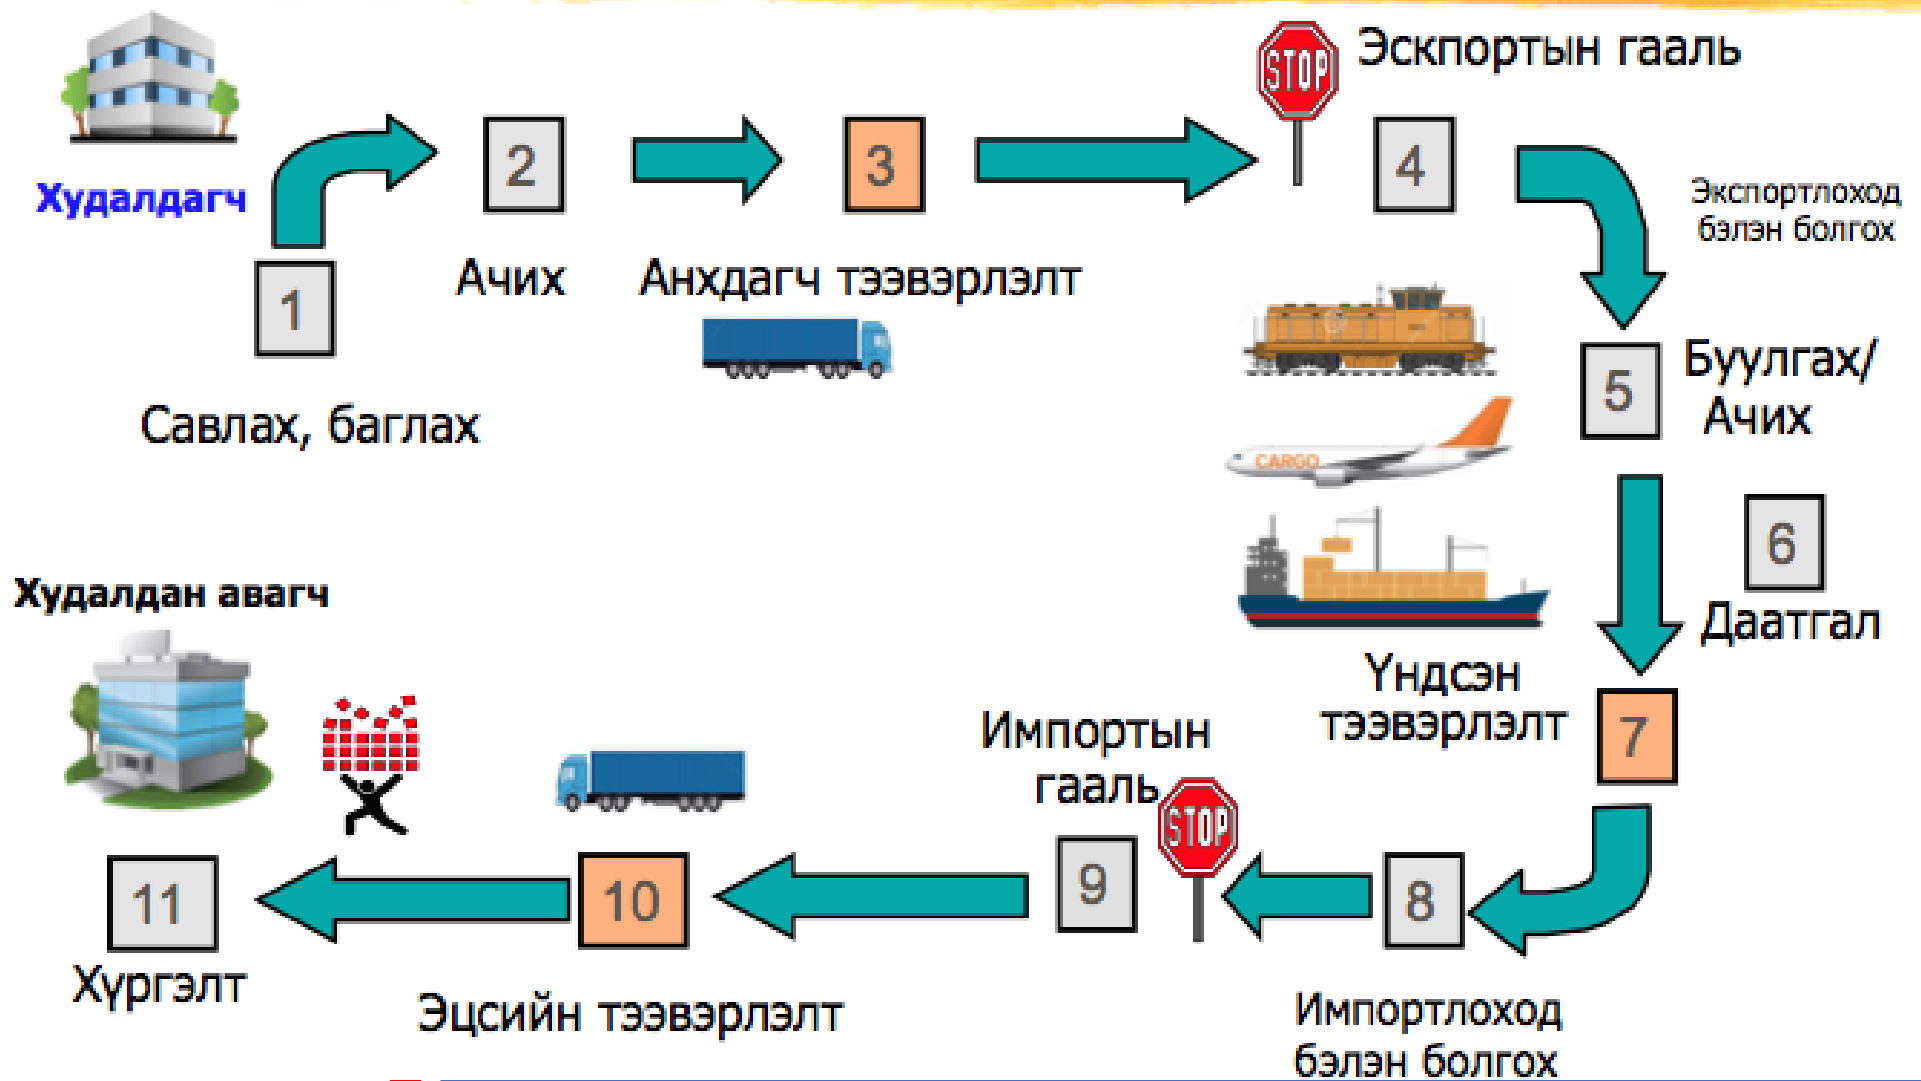 STOP
Эскпортын гааль
2
3
4
Худалдагч
Экспортлоход
бэлэн болгох
1
Ачих
Анхдагч тээвэрлэлт
Савлах, баглах
5
Буулгах/
Ачих
CARGO
6
Даатгал
Үндсэн
тээвэрлэлт
7
Худалдан авагч
Импортын
гааль
STOP
8
9
10
11
Импортлоход
бэлэн болгох
Эцсийн тээвэрлэлт
Хүргэлт